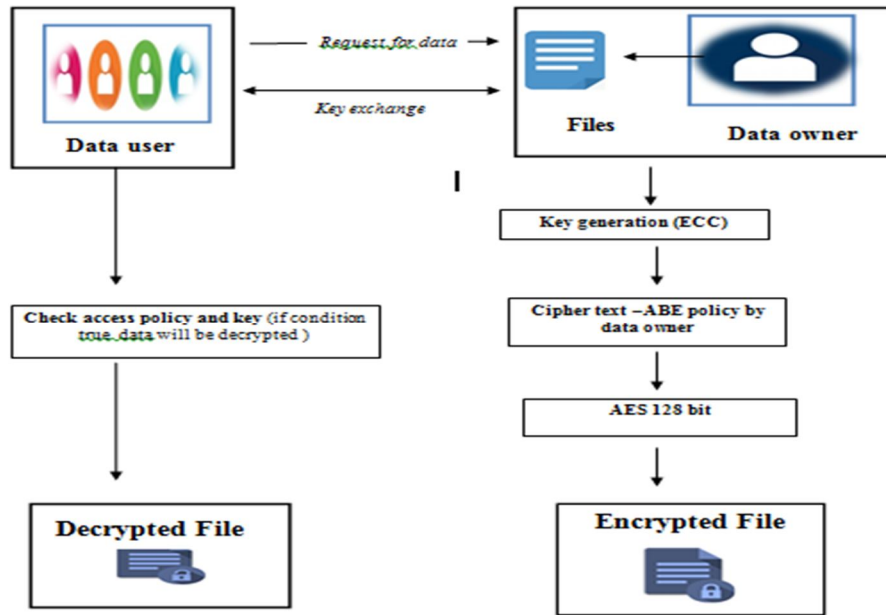 Request for data
Key exchange
Data user
Files
Data owner
Key generation (ECC)
Check access policy and key (if condition
true data will be decrypted )
Cipher text –ABE policy by
data owner
AES 128 bit
Decrypted File
Encrypted File